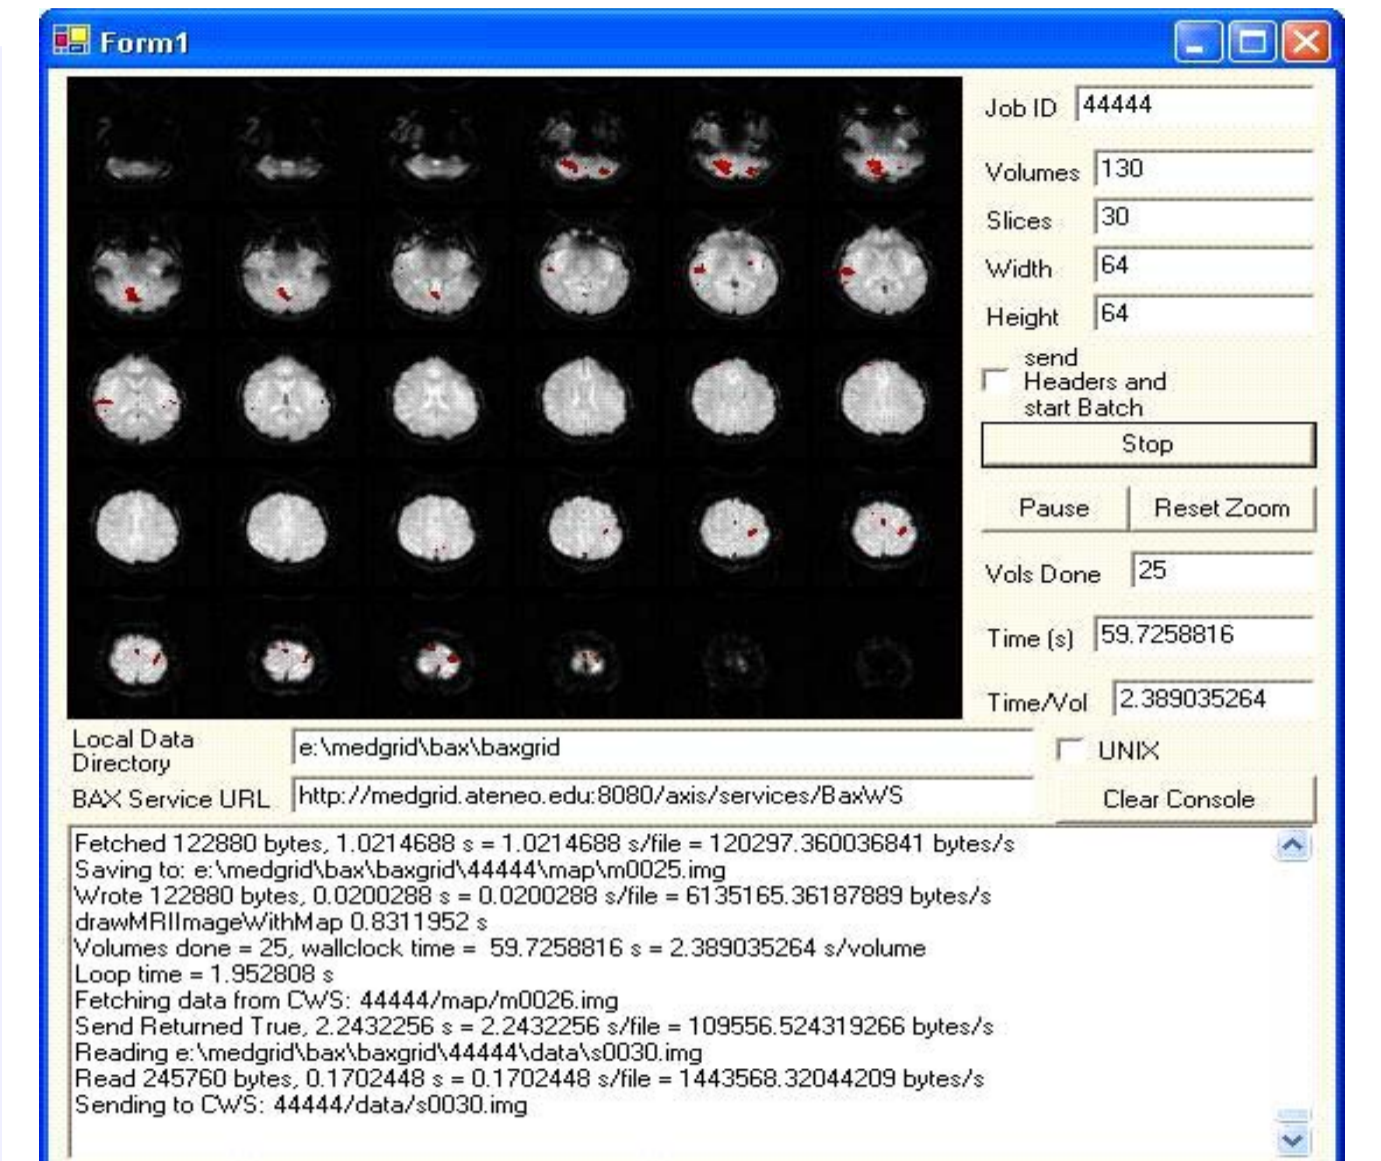 Form1
Job ID 44444
Volumes 130
Slices 30
Width 64
Height 64
send
Headers and
start Batch
Stop
Pause Reset Zoom
Vols Done 25
Time (s) 59.7258816
Time/Vol 2.389035264
Local Data
Directory
e:\medgrid\bax\baxgrid
UNIX
BAX Service URL http://medgrid.ateneo.edu:8080/axis/services/BaxWS
Clear Console
Fetched 122880 bytes, 1.0214688 s = 1.0214688 s/file = 120297.360036841 bytes/s
Saving to: e:\medgrid\bax\baxgrid\44444\map\m0025.img
Wrote 122880 bytes, 0.0200288 s = 0.0200288 s/file = 6135165.36187889 bytes/s
drawMRIImageWithMap 0.8311952 s
Volumes done = 25, wallclock time =  59.7258816 s = 2.389035264 s/volume
Loop time = 1.952808 s
Fetching data from CWS: 44444/map/m0026.img
Send Returned True, 2.2432256 s = 2.2432256 s/file = 109556.524319266 bytes/s
Reading e:\medgrid\bax\baxgrid\44444\data\s0030.img
Read 245760 bytes, 0.1702448 s = 0.1702448 s/file = 1443568.32044209 bytes/s
Sending to CWS: 44444/data/s0030.img